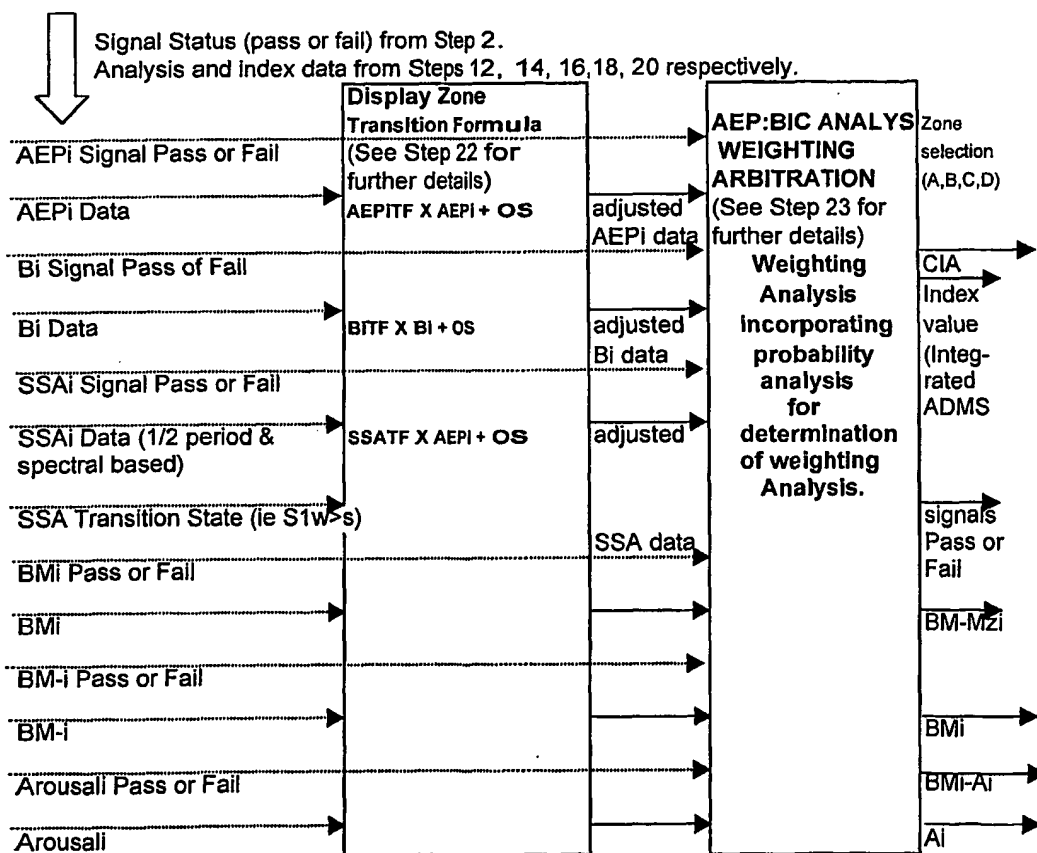 Signal Status (pass or fail) from Step 2.
Analysis and index data from Steps 12, 14, 16,18, 20 respectively.
Display Zone
Transition Formula
(See Step 22 for
further details)
AEPiTF X AEPi + OS
BiTF X Bi + OS
SSATF X AEPi + OS
AEPi Signal Pass or Fail
AEPi Data
Bi Signal Pass of Fail
Bi Data
SSAi Signal Pass or Fail
SSAi Data (1/2 period &
spectral based)
SSA Transition State (ie S1w>s)
BMi Pass or Fail
BMi
BM-i Pass or Fail
BM-i
Arousali Pass or Fail
Arousali
adjusted
AEPi data
adjusted
Bi data
adjusted
SSA data
AEP:BIC ANALYS
WEIGHTING
ARBITRATION
(See Step 23 for
further details)
Weighting
Analysis
incorporating
probability
analysis
for
determination
of weighting
Analysis.
Zone
selection
(A,B,C,D)
CIA
Index
value
(Integ-
rated
ADMS
signals
Pass or
Fail
BM-Mzi
BMi
BMi-Ai
Ai